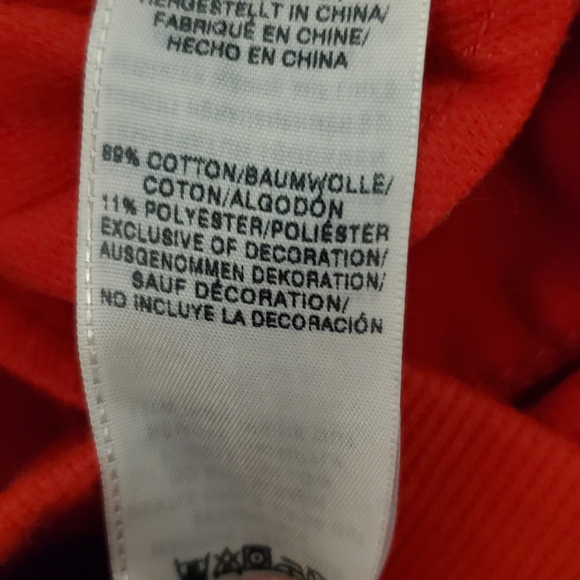 HERGESTELLT IN CHINA/
FABRIQUÉ EN CHINE/
HECHO EN CHINA
89% COTTON/BAUMWOLLE/
COTON/ALGODÓN
11% POLYESTER/POLIÉSTER
EXCLUSIVE OF DECORATION/
AUSGENOMMEN DEKORATION/
SAUF DÉCORATION/
NO INCLUYE LA DECORACIÓN